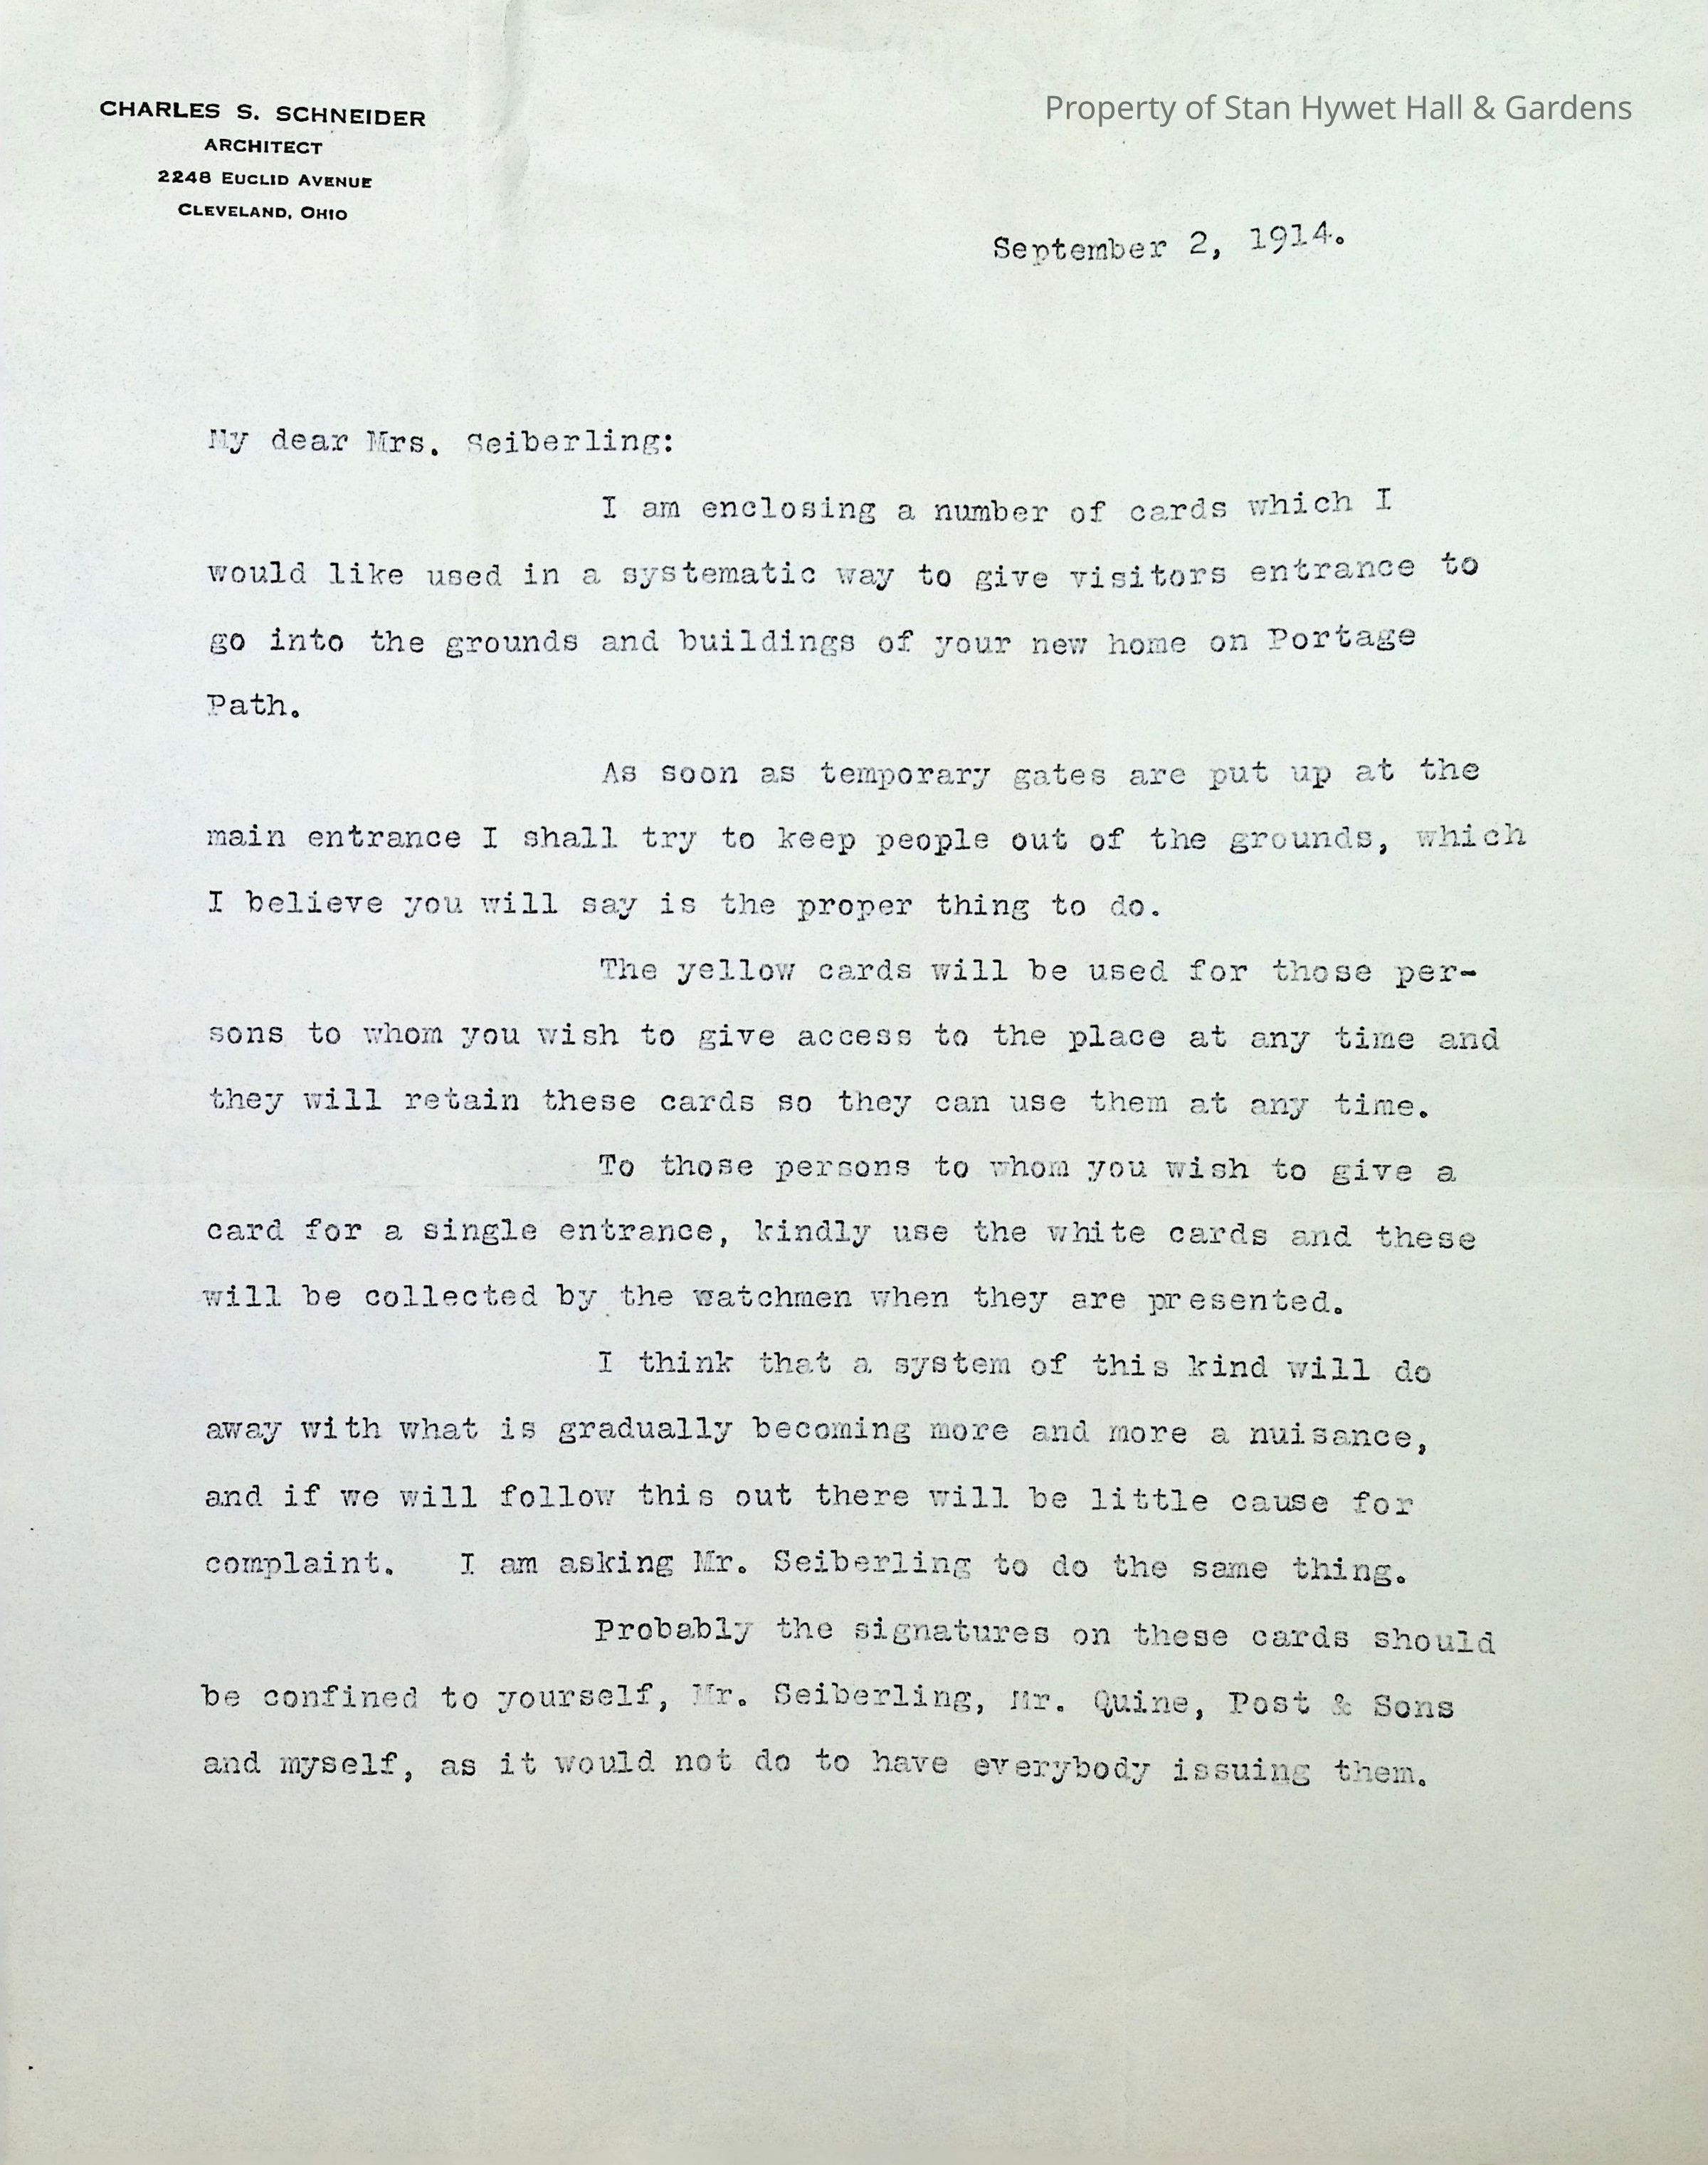 CHARLES S. SCHNEIDER
ARCHITECT
2248 EUCLID AVENUE
CLEVELAND, OHIO
Property of Stan Hywet Hall & Gardens
September 2, 1914.
My dear Mrs. Seiberling:
I am enclosing a number of cards which I
would like used in a systematic way to give visitors entrance to
go into the grounds and buildings of your new home on Portage
Path.
As soon as temporary gates are put up at the
main entrance I shall try to keep people out of the grounds, which
I believe you will say is the proper thing to do.
The yellow cards will be used for those per-
sons to whom you wish to give access to the place at any time and
they will retain these cards so they can use them at any time.
To those persons to whom you wish to give a
card for a single entrance, kindly use the white cards and these
will be collected by the watchmen when they are presented.
I think that a system of this kind will do
away with what is gradually becoming more and more a nuisance,
and if we will follow this out there will be little cause for
complaint. I am asking Mr. Seiberling to do the same thing.
Probably the signatures on these cards should
be confined to yourself, Mr. Seiberling, Mr. Quine, Post & Sons
and myself, as it would not do to have everybody issuing them.